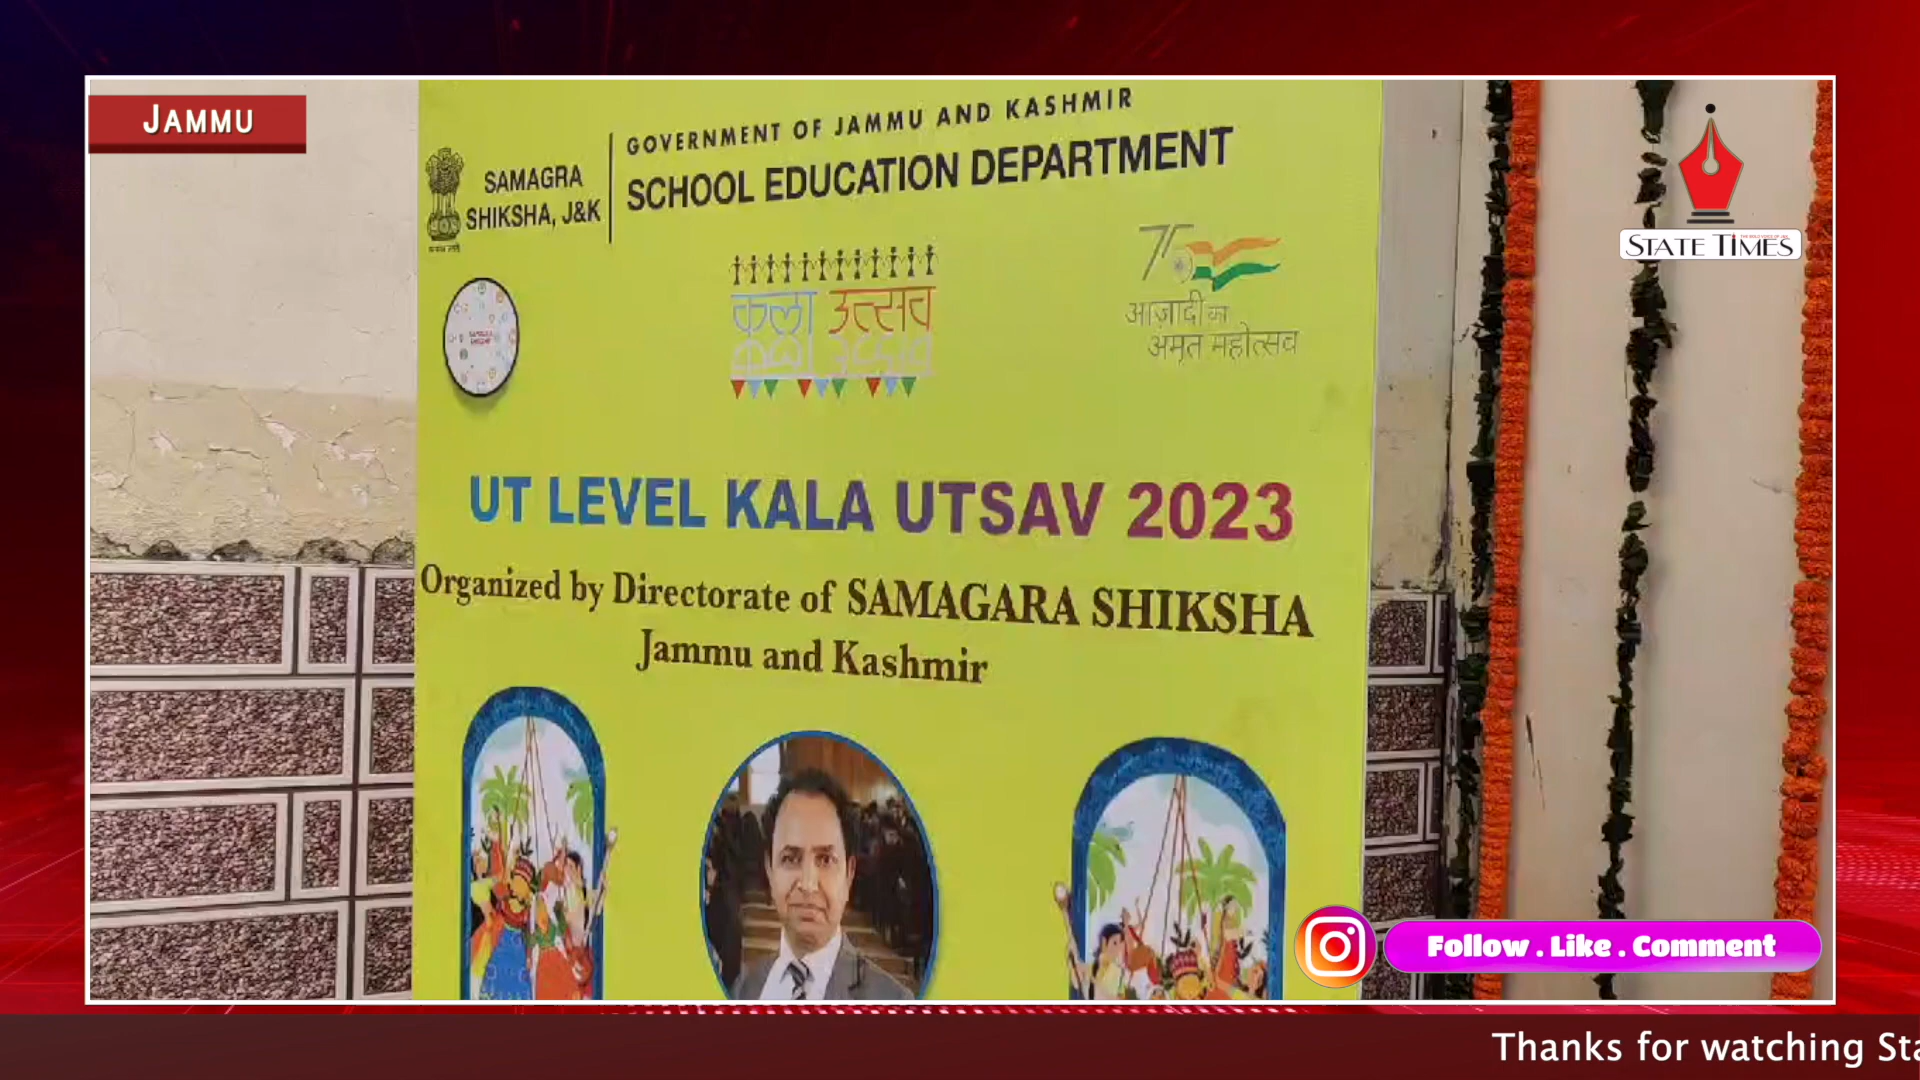 JAMMU
GOVERNMENT OF JAMMU AND KASHMIR
SCHOOL EDUCATION DEPARTMENT
SAMAGRA
SHIKSHA, J&K
कला उत्सव
75
आज़ादी का
अमृत महोत्सव
STATE TIMES
UT LEVEL KALA UTSAV 2023
Organized by Directorate of SAMAGARA SHIKSHA
Jammu and Kashmir
Follow . Like . Comment
Thanks for watching Sta